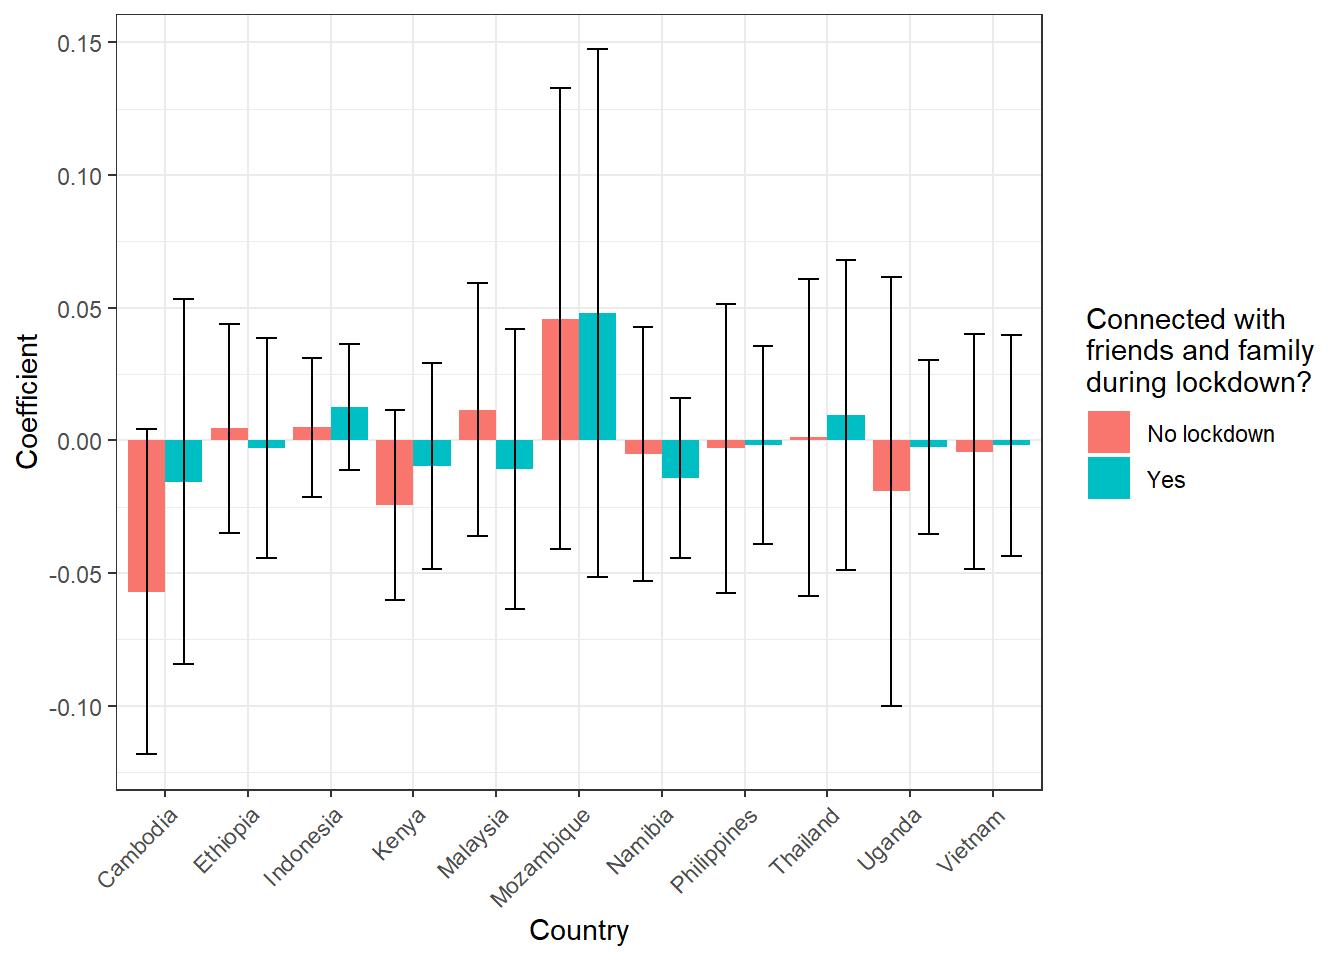 0.15
0.10
0.05
0.00
-0.05
-0.10
Coefficient
Cambodia
Ethiopia
Indonesia
Kenya
Malaysia
Mozambique
Namibia
Philippines
Thailand
Uganda
Vietnam
Country
Connected with
friends and family
during lockdown?
No lockdown
Yes